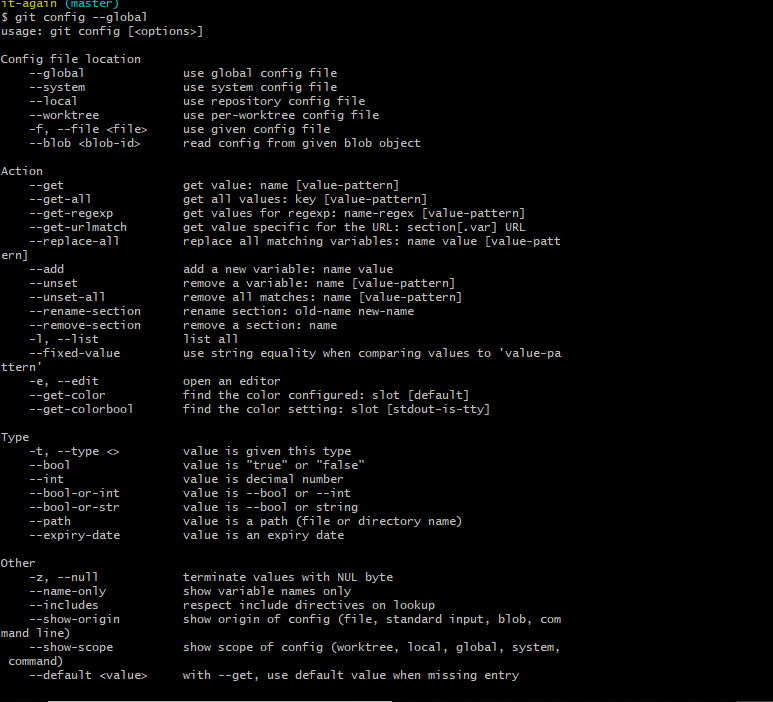 it-again (master)
$ git config --global
usage: git config [<options>]

Config file location
    --global              use global config file
    --system              use system config file
    --local               use repository config file
    --worktree            use per-worktree config file
    -f, --file <file>     use given config file
    --blob <blob-id>      read config from given blob object

Action
    --get                 get value: name [value-pattern]
    --get-all             get all values: key [value-pattern]
    --get-regexp          get values for regexp: name-regex [value-pattern]
    --get-urlmatch        get value specific for the URL: section[.var] URL
    --replace-all         replace all matching variables: name value [value-patt
ern]
    --add                 add a new variable: name value
    --unset               remove a variable: name [value-pattern]
    --unset-all           remove all matches: name [value-pattern]
    --rename-section      rename section: old-name new-name
    --remove-section      remove a section: name
    -l, --list            list all
    --fixed-value         use string equality when comparing values to 'value-pa
ttern'
    -e, --edit            open an editor
    --get-color           find the color configured: slot [default]
    --get-colorbool       find the color setting: slot [stdout-is-tty]

Type
    -t, --type <>         value is given this type
    --bool                value is "true" or "false"
    --int                 value is decimal number
    --bool-or-int         value is --bool or --int
    --bool-or-str         value is --bool or string
    --path                value is a path (file or directory name)
    --expiry-date         value is an expiry date

Other
    -z, --null            terminate values with NUL byte
    --name-only           show variable names only
    --includes            respect include directives on lookup
    --show-origin         show origin of config (file, standard input, blob, com
mand line)
    --show-scope          show scope of config (worktree, local, global, system,
 command)
    --default <value>     with --get, use default value when missing entry